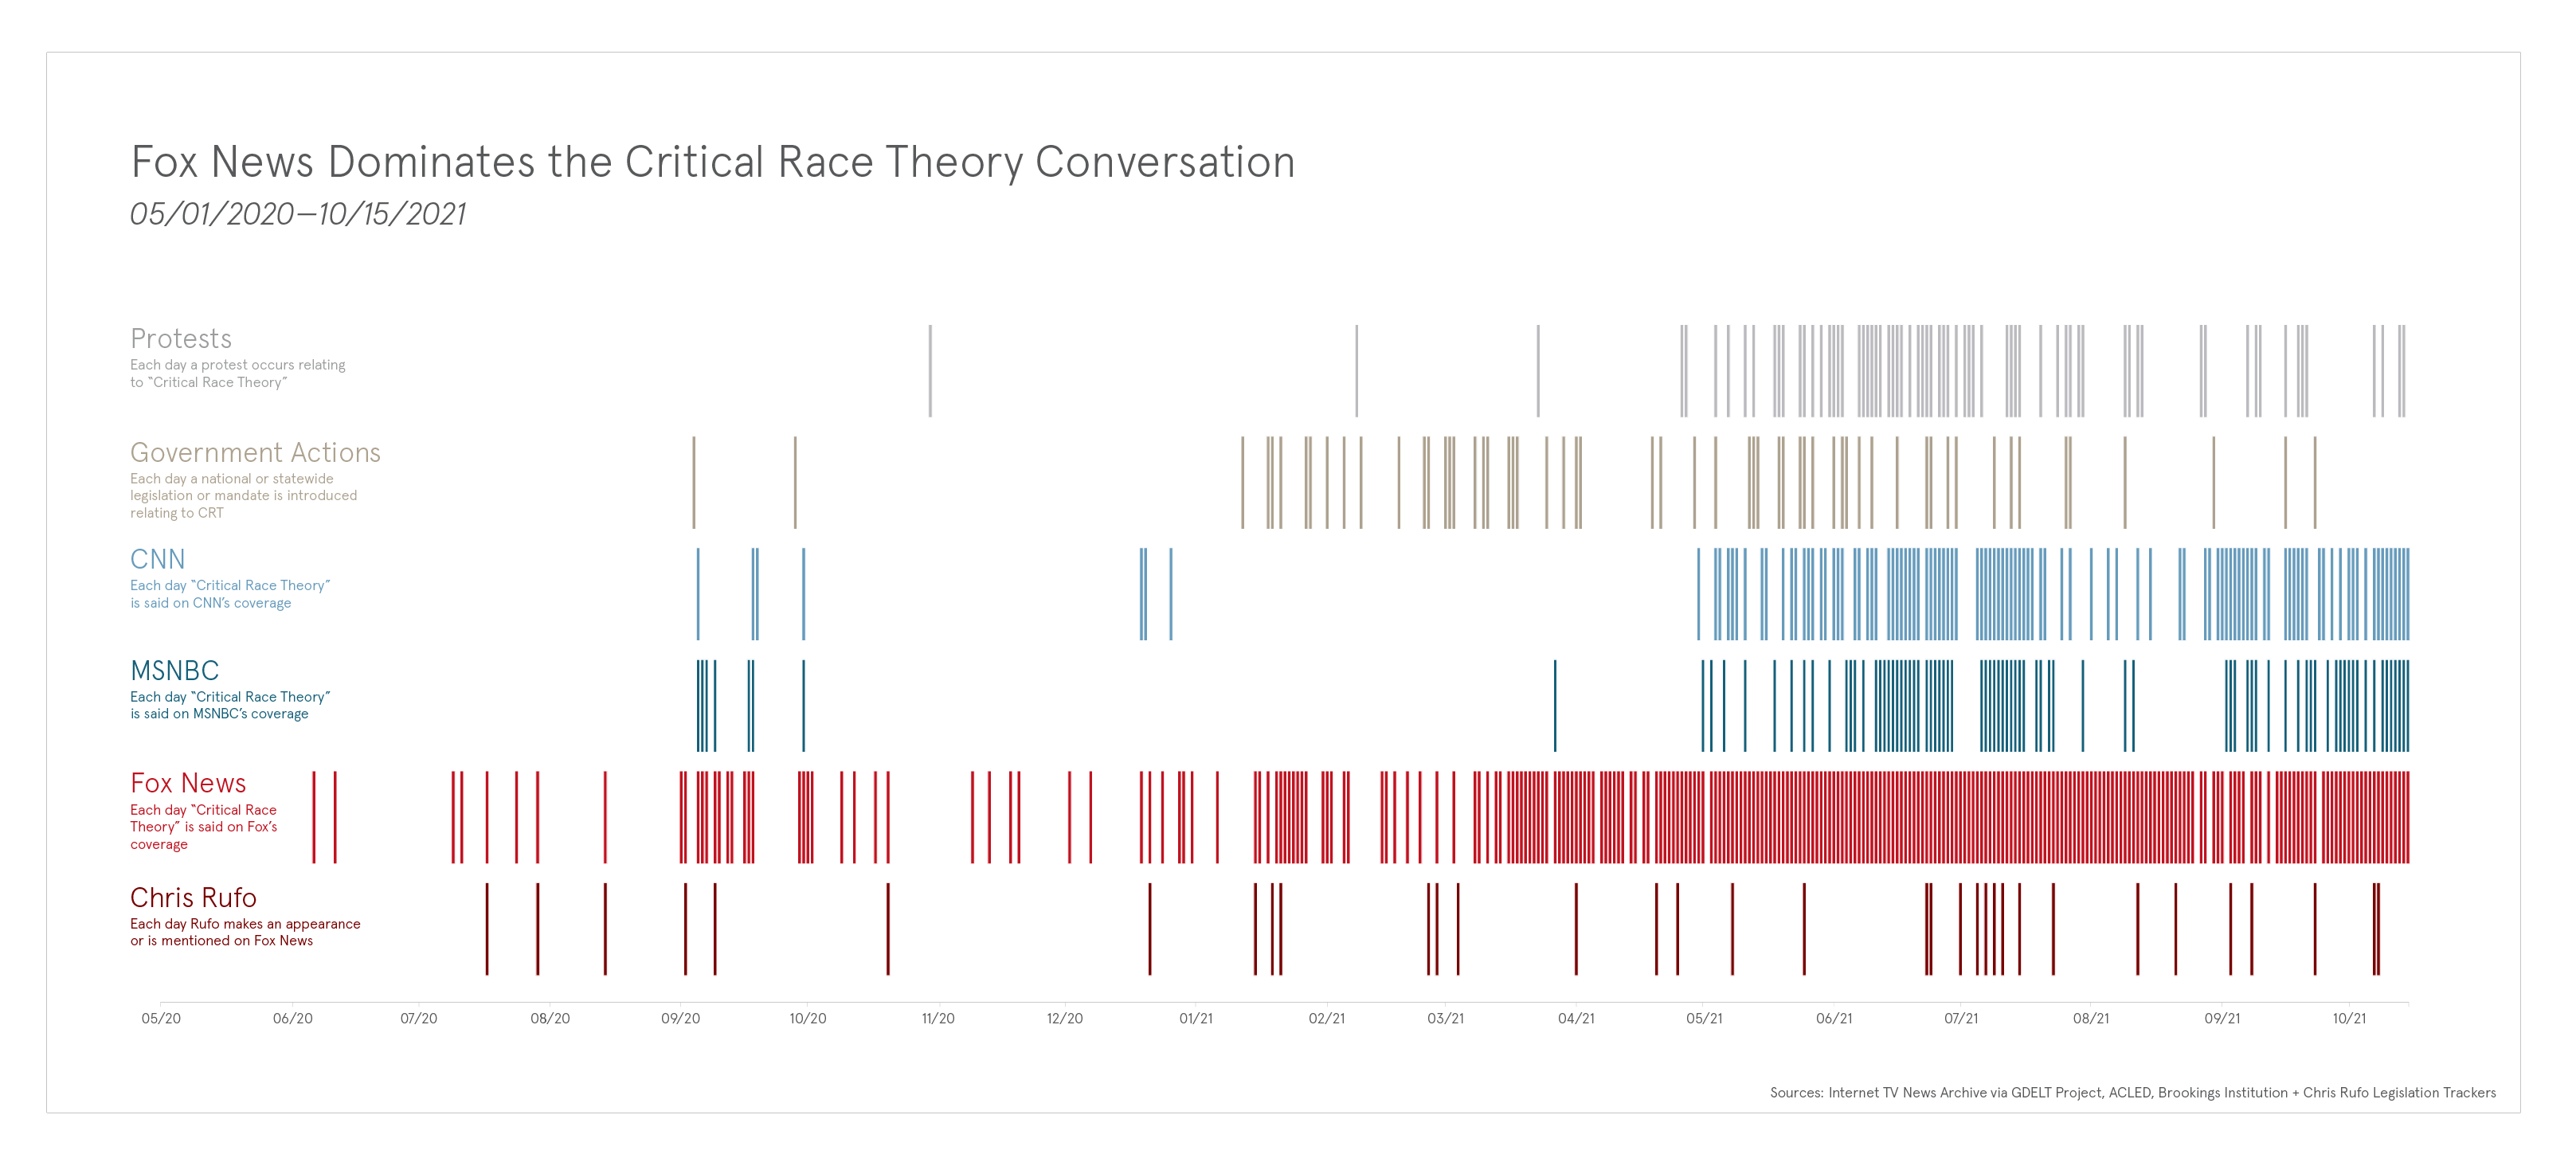 Fox News Dominates the Critical Race Theory Conversation
05/01/2020—10/15/2021
Protests
Each day a protest occurs relating
to “Critical Race Theory”
Government Actions
Each day a national or statewide
legislation or mandate is introduced
relating to CRT
CNN
Each day “Critical Race Theory”
is said on CNN’s coverage
MSNBC
Each day “Critical Race Theory”
is said on MSNBC’s coverage
Fox News
Each day “Critical Race
Theory” is said on Fox’s
coverage
Chris Rufo
Each day Rufo makes an appearance
or is mentioned on Fox News
05/20 06/20 07/20 08/20 09/20 10/20 11/20 12/20 01/21 02/21 03/21 04/21 05/21 06/21 07/21 08/21 09/21 10/21
Sources: Internet TV News Archive via GDELT Project, ACLED, Brookings Institution + Chris Rufo Legislation Trackers